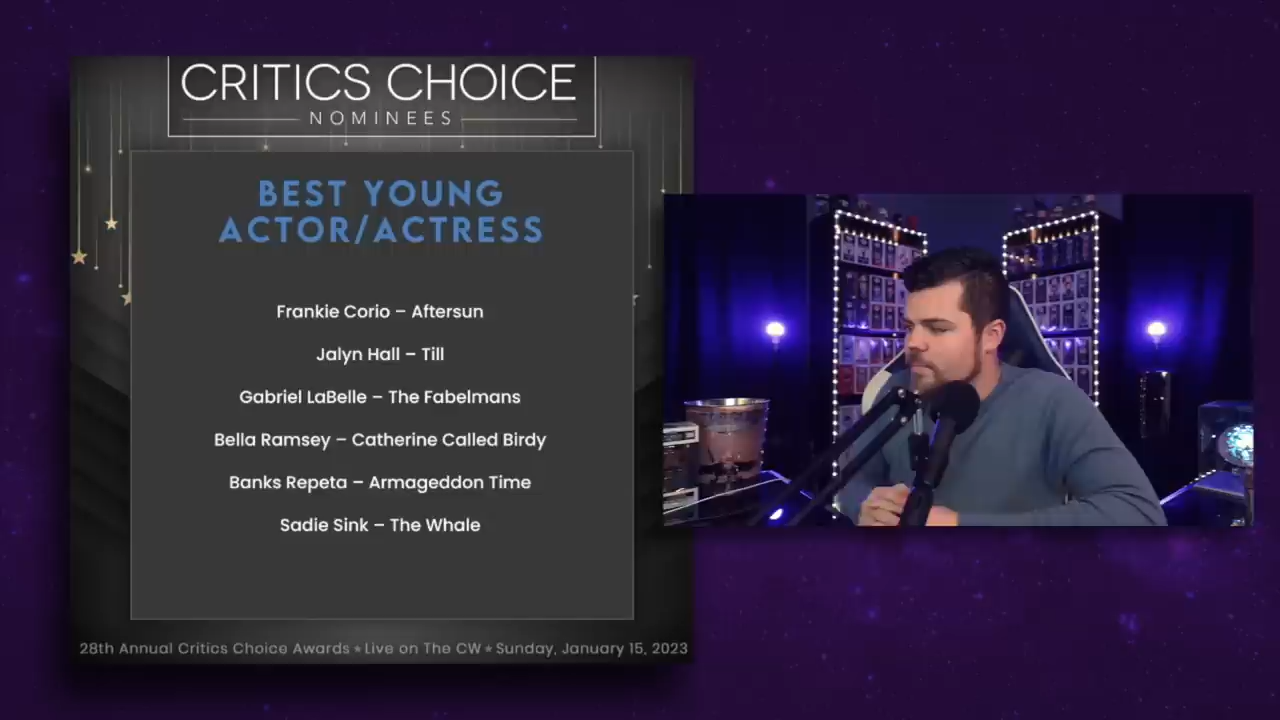 CRITICS CHOICE
NOMINEES
BEST YOUNG
ACTOR/ACTRESS
Frankie Corio – Aftersun
Jalyn Hall – Till
Gabriel LaBelle – The Fabelmans
Bella Ramsey – Catherine Called Birdy
Banks Repeta – Armageddon Time
Sadie Sink – The Whale
28th Annual Critics Choice Awards ★ Live on The CW ★ Sunday, January 15, 2023